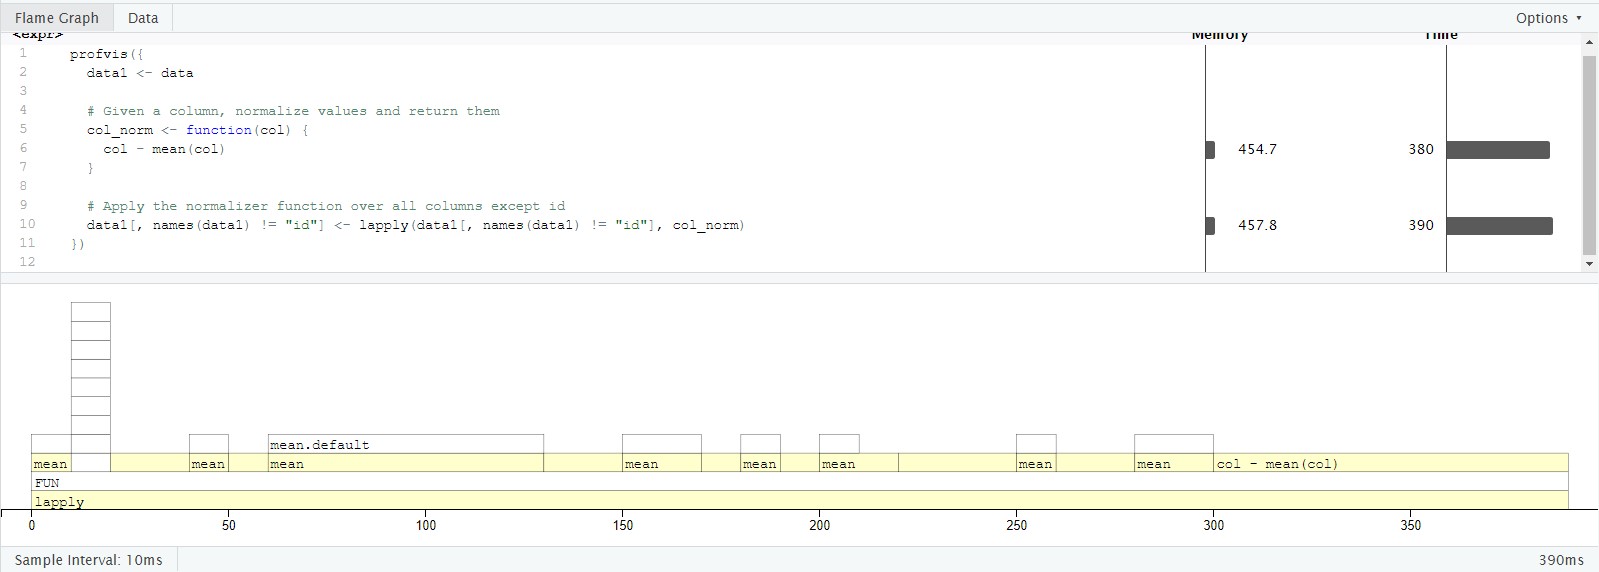 Flame Graph Data Options ▾
<expr> Memory Time
1 profvis({
2 data1 <- data
3
4 # Given a column, normalize values and return them
5 col_norm <- function(col) {
6 col - mean(col) 454.7 380
7 }
8
9 # Apply the normalizer function over all columns except id
10 data1[, names(data1) != "id"] <- lapply(data1[, names(data1) != "id"], col_norm) 457.8 390
11 })
12
mean.default
mean mean mean mean mean mean mean mean col - mean(col)
FUN
lapply
0 50 100 150 200 250 300 350
Sample Interval: 10ms 390ms